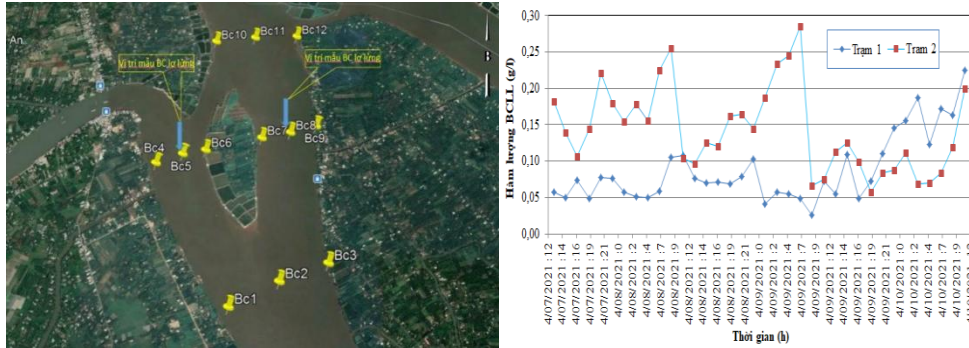 An.
Bc10
Bc11
Bc12
B
Vị trí mẫu BC lơ lửng
Vị trí mẫu BC lơ lửng
Bc4
Bc5
Bc6
Bc7
Bc8
Bc9
Bc3
Bc2
Bc1
Hàm lượng BCLL (g/l)
0,30
0,25
0,20
0,15
0,10
0,05
0,00
Trạm 1
Trạm 2
4/07/2021 :12
4/07/2021 :14
4/07/2021 :16
4/07/2021 :19
4/07/2021 :21
4/08/2021 :0
4/08/2021 :2
4/08/2021 :4
4/08/2021 :7
4/08/2021 :9
4/08/2021 :12
4/08/2021 :14
4/08/2021 :16
4/08/2021 :19
4/08/2021 :21
4/09/2021 :0
4/09/2021 :2
4/09/2021 :4
4/09/2021 :7
4/09/2021 :9
4/09/2021 :12
4/09/2021 :14
4/09/2021 :16
4/09/2021 :19
4/09/2021 :21
4/10/2021 :0
4/10/2021 :2
4/10/2021 :4
4/10/2021 :7
4/10/2021 :9
Thời gian (h)